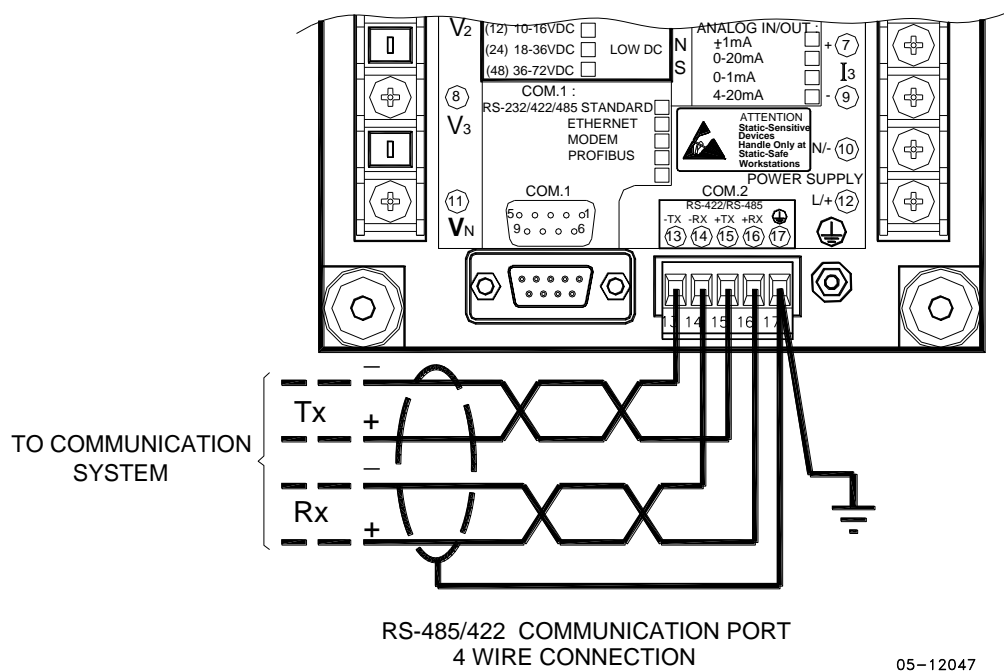 V2
(12) 10-16VDC
(24) 18-36VDC LOW DC
(48) 36-72VDC
N
S
ANALOG IN/OUT :
±1mA
0-20mA
0-1mA
4-20mA
+ 7
I3
- 9
8
V3
COM.1 :
RS-232/422/485 STANDARD
ETHERNET
MODEM
PROFIBUS
ATTENTION
Static-Sensitive
Devices
Handle Only at
Static-Safe
Workstations
N/- 10
POWER SUPPLY
L/+ 12
11
VN
COM.1
5 1
9 6
COM.2
RS-422/RS-485
-TX -RX +TX +RX
13 14 15 16 17
13 14 15 16 17
TO COMMUNICATION
SYSTEM
−
Tx
+
−
Rx
+
RS-485/422 COMMUNICATION PORT
4 WIRE CONNECTION
05-12047